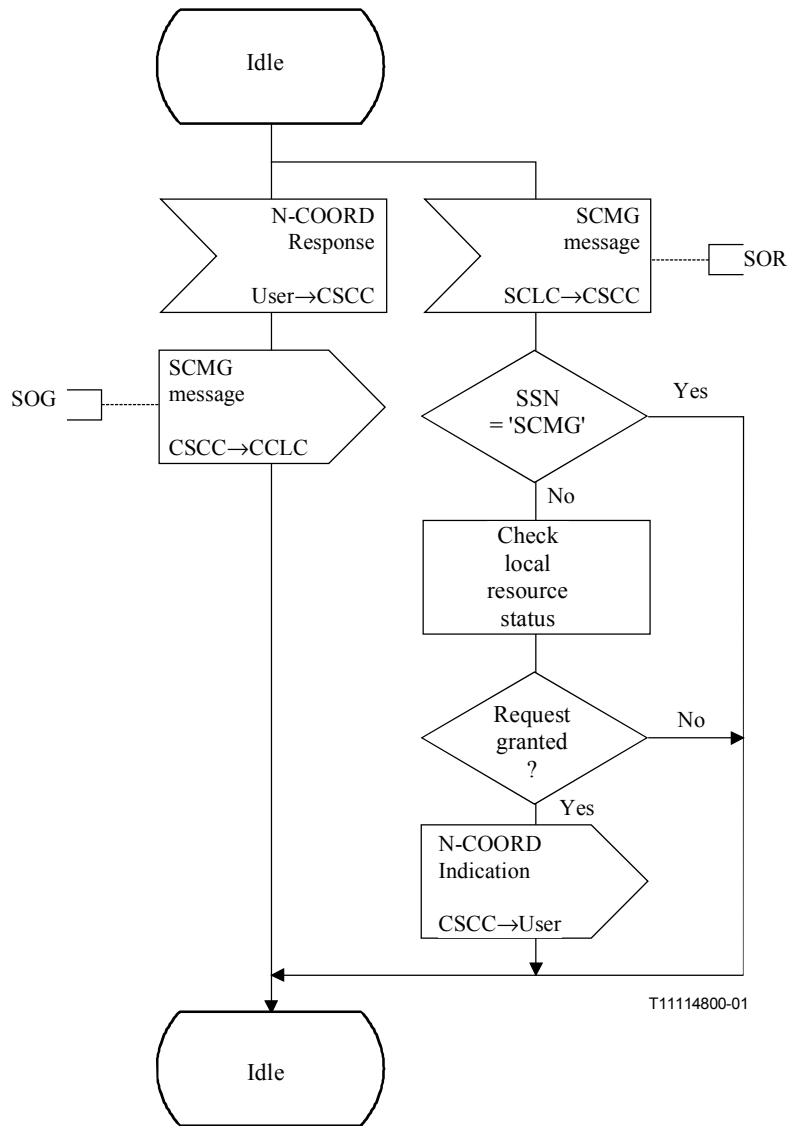 Idle
N-COORD
Response
User→CSCC
SCMG
message
SCLC→CSCC
SOR
SOG
SCMG
message
CSCC→CCLC
SSN
= 'SCMG'
Yes
No
Check
local
resource
status
Request
granted
?
No
Yes
N-COORD
Indication
CSCC→User
T11114800-01
Idle